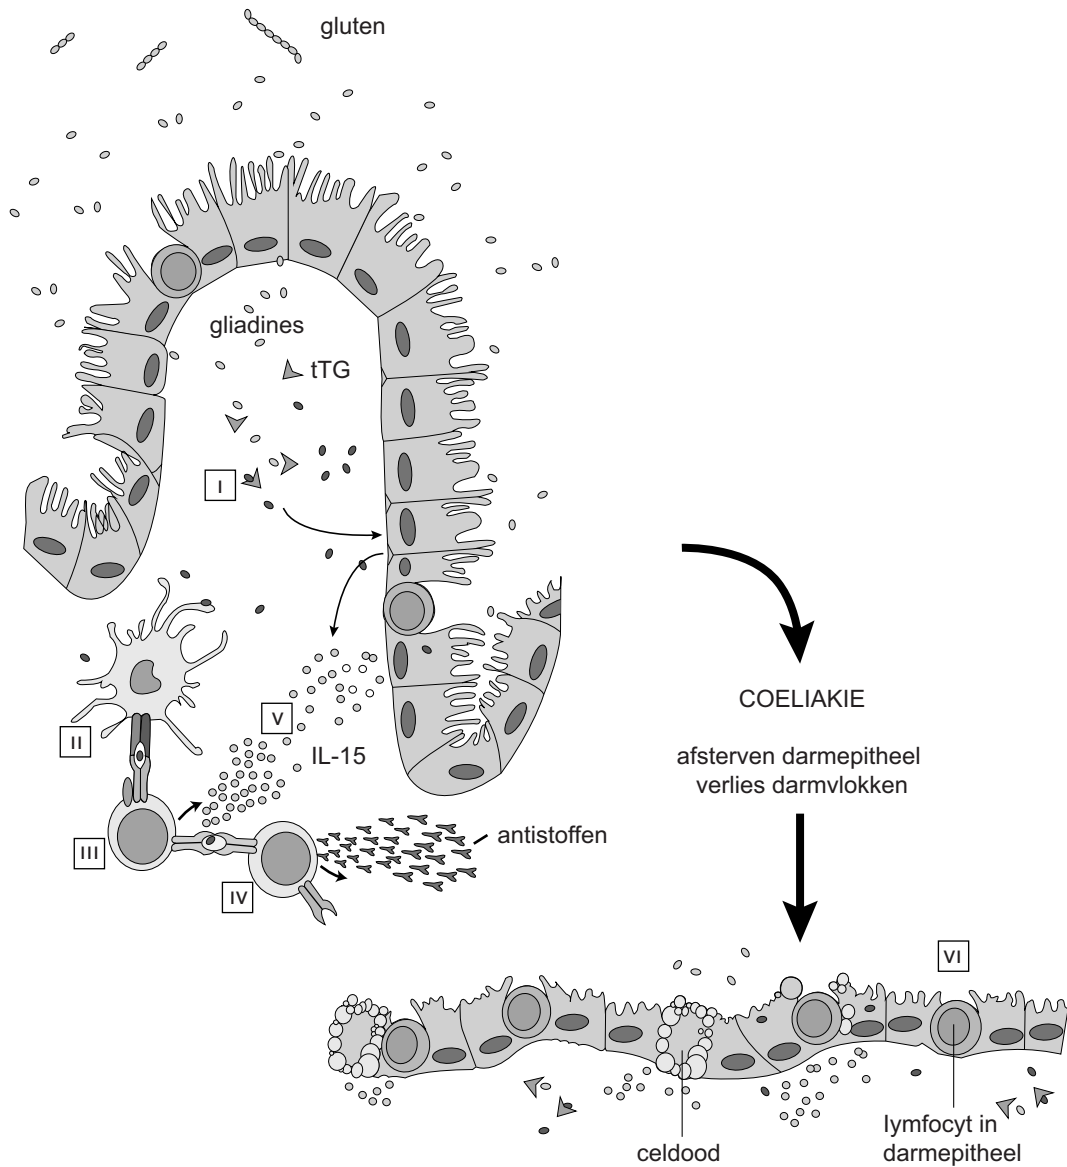 gluten
gliadines
tTG
I
II
V
IL-15
III
IV
antistoffen
COELIAKIE
afsterven darmepitheel
verlies darmvlokken
VI
celdood
lymfocyt in
darmepitheel